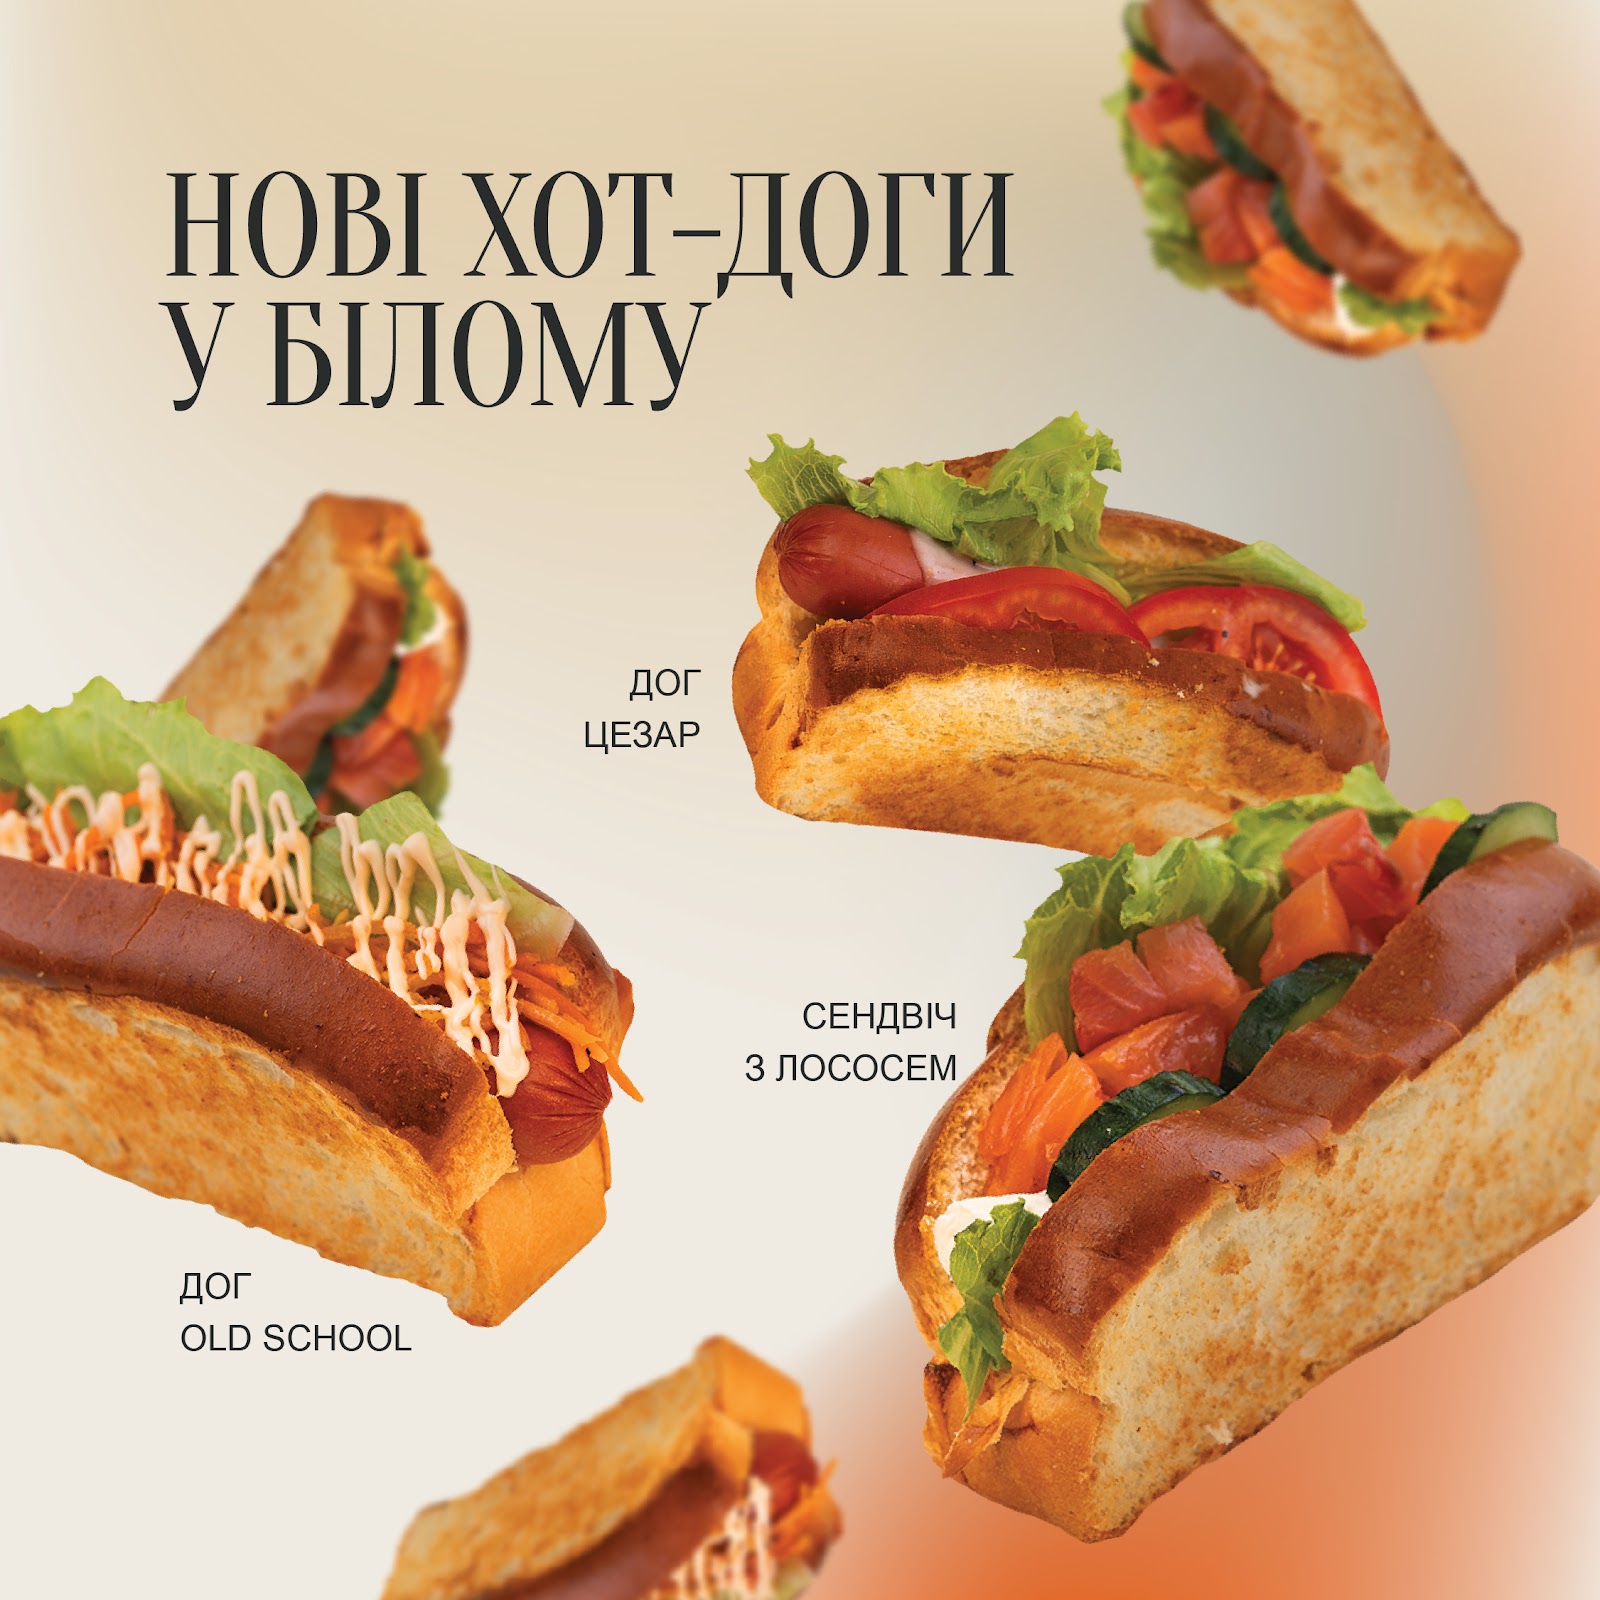 НОВІ ХОТ-ДОГИ
У БІЛОМУ
ДОГ
ЦЕЗАР
СЕНДВІЧ
З ЛОСОСЕМ
ДОГ
OLD SCHOOL